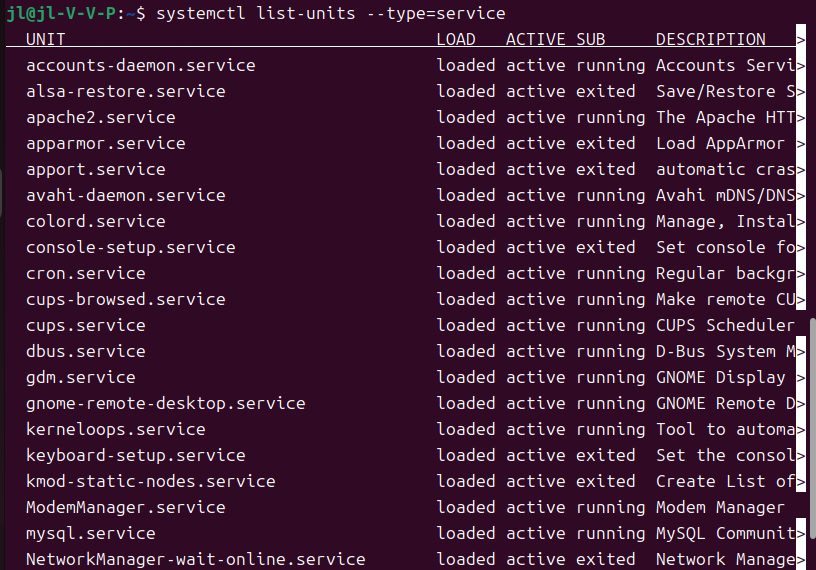 jl@jl-V-V-P:~$ systemctl list-units --type=service
UNIT LOAD ACTIVE SUB DESCRIPTION >
accounts-daemon.service loaded active running Accounts Servi>
alsa-restore.service loaded active exited Save/Restore S>
apache2.service loaded active running The Apache HTT>
apparmor.service loaded active exited Load AppArmor >
apport.service loaded active exited automatic cras>
avahi-daemon.service loaded active running Avahi mDNS/DNS>
colord.service loaded active running Manage, Instal>
console-setup.service loaded active exited Set console fo>
cron.service loaded active running Regular backgr>
cups-browsed.service loaded active running Make remote CU>
cups.service loaded active running CUPS Scheduler
dbus.service loaded active running D-Bus System M>
gdm.service loaded active running GNOME Display >
gnome-remote-desktop.service loaded active running GNOME Remote D>
kerneloops.service loaded active running Tool to automa>
keyboard-setup.service loaded active exited Set the consol>
kmod-static-nodes.service loaded active exited Create List of>
ModemManager.service loaded active running Modem Manager
mysql.service loaded active running MySQL Communit>
NetworkManager-wait-online.service loaded active exited Network Manage>